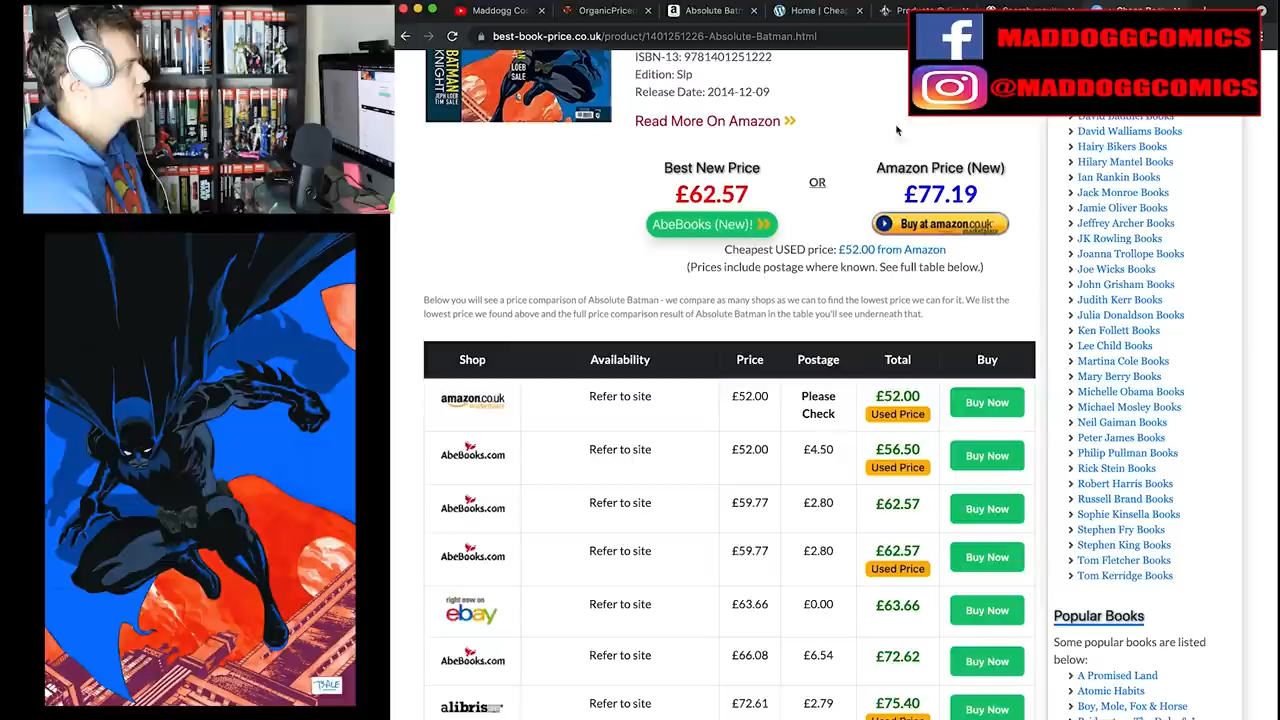 Maddogg Co
Absolute Batm
Home | Chec
best-book-price.co.uk/product/1401251226-Absolute-Batman.html
MADDOGGCOMICS
@MADDOGGCOMICS
BATMAN
KNIGHT
LOEB
SALE
TIM SALE
ISBN-13: 9781401251222
Edition: Slp
Release Date: 2014-12-09
Read More On Amazon
Best New Price
£62.57
AbeBooks (New)!
OR
Amazon Price (New)
£77.19
Buy at amazon.co.uk
marketplace
Cheapest USED price: £52.00 from Amazon
(Prices include postage where known. See full table below.)
Below you will see a price comparison of Absolute Batman - we compare as many shops as we can to find the lowest price we can for it. We list the
lowest price we found above and the full price comparison result of Absolute Batman in the table you'll see underneath that.
Shop Availability Price Postage Total Buy
amazon.co.uk Refer to site £52.00 Please Check £52.00 Used Price Buy Now
AbeBooks.com Refer to site £52.00 £4.50 £56.50 Used Price Buy Now
AbeBooks.com Refer to site £59.77 £2.80 £62.57 Buy Now
AbeBooks.com Refer to site £59.77 £2.80 £62.57 Used Price Buy Now
right now on ebay Refer to site £63.66 £0.00 £63.66 Buy Now
AbeBooks.com Refer to site £66.08 £6.54 £72.62 Buy Now
alibris Refer to site £72.61 £2.79 £75.40 Buy Now
David Baddiel Books
David Walliams Books
Hairy Bikers Books
Hilary Mantel Books
Ian Rankin Books
Jack Monroe Books
Jamie Oliver Books
Jeffrey Archer Books
JK Rowling Books
Joanna Trollope Books
Joe Wicks Books
John Grisham Books
Judith Kerr Books
Julia Donaldson Books
Ken Follett Books
Lee Child Books
Martina Cole Books
Mary Berry Books
Michelle Obama Books
Michael Mosley Books
Neil Gaiman Books
Peter James Books
Philip Pullman Books
Rick Stein Books
Robert Harris Books
Russell Brand Books
Sophie Kinsella Books
Stephen Fry Books
Stephen King Books
Tom Fletcher Books
Tom Kerridge Books
Popular Books
Some popular books are listed
below:
A Promised Land
Atomic Habits
Boy, Mole, Fox & Horse